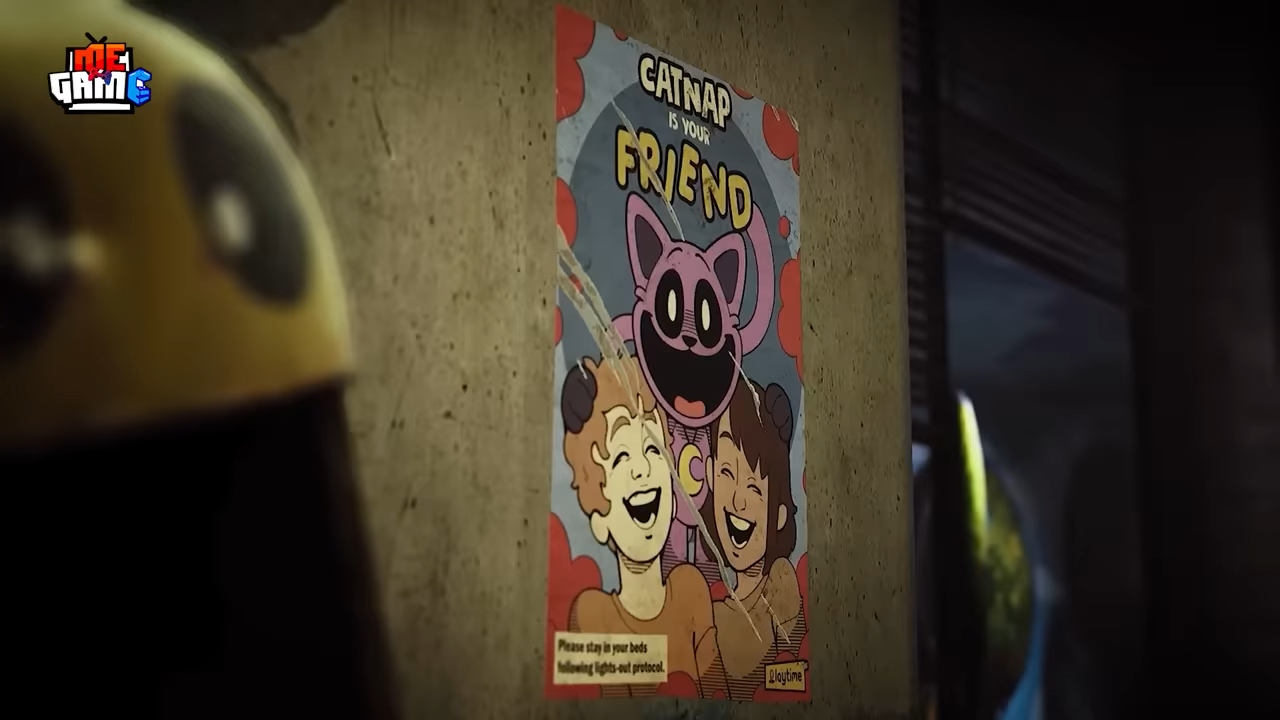 ME
GAME
CATNAP
IS YOUR
FRIEND
Please stay in your beds
following lights-out protocol.
Playtime